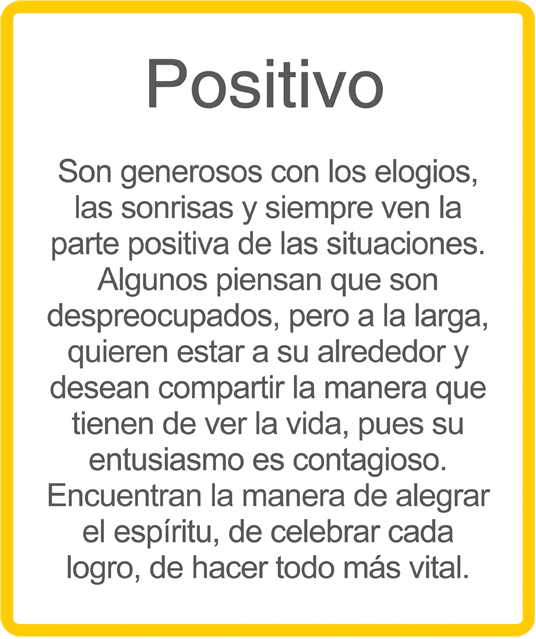 Positivo
Son generosos con los elogios,
las sonrisas y siempre ven la
parte positiva de las situaciones.
Algunos piensan que son
despreocupados, pero a la larga,
quieren estar a su alrededor y
desean compartir la manera que
tienen de ver la vida, pues su
entusiasmo es contagioso.
Encuentran la manera de alegrar
el espíritu, de celebrar cada
logro, de hacer todo más vital.